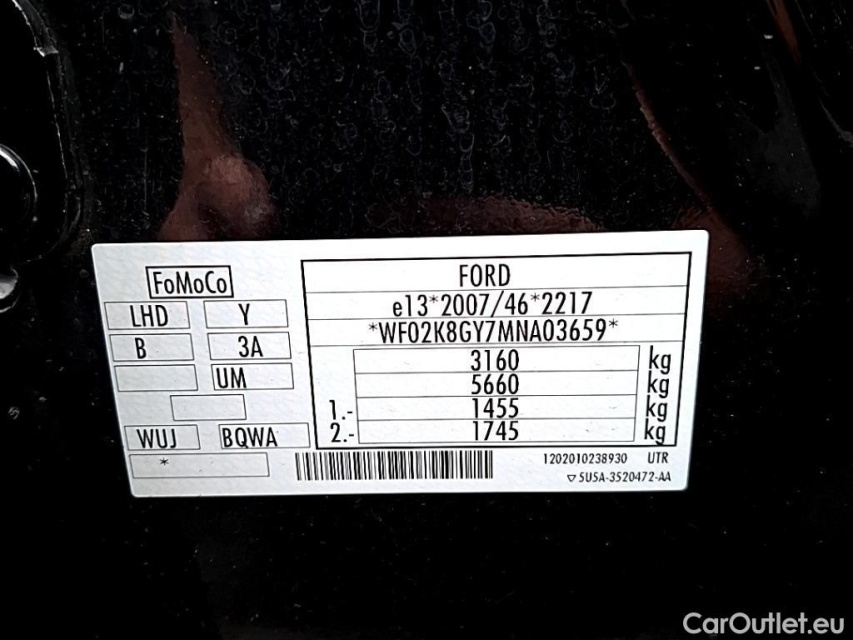 FoMoCo
LHD Y
B 3A
UM
WUJ BQWA
*
FORD
e13*2007/46*2217
*WF02K8GY7MNA03659*
3160 kg
5660 kg
1.- 1455 kg
2.- 1745 kg
1202010238930 UTR
▽5U5A-3520472-AA
CarOutlet.eu